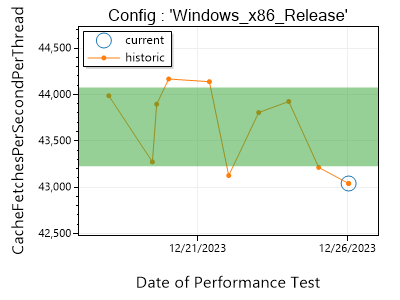 Config : 'Windows_x86_Release'
CacheFetchesPerSecondPerThread
44,500
44,000
43,500
43,000
42,500
current
historic
12/21/2023
12/26/2023
Date of Performance Test